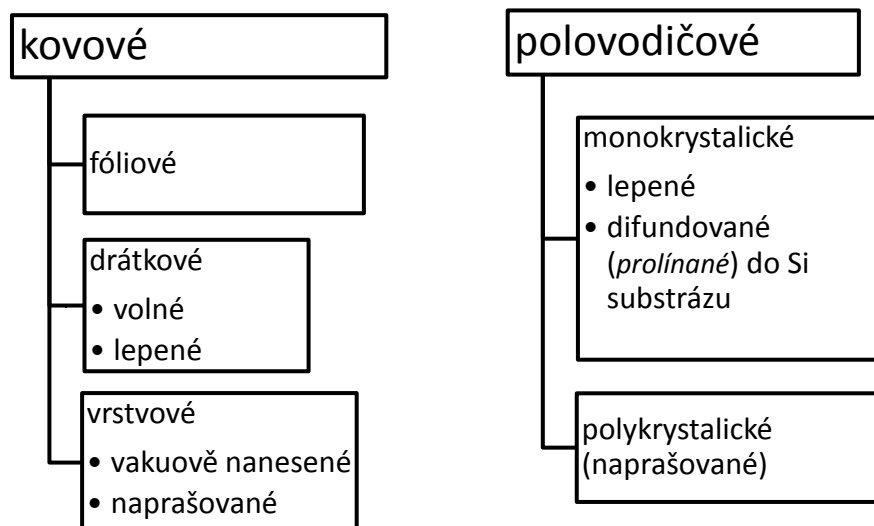 kovové
fóliové
drátkové
• volné
• lepené
vrstvové
• vakuově nanesené
• naprašované
polovodičové
monokrystalické
• lepené
• difundované
(prolínané) do Si
substrázu
polykrystalické
(naprašované)